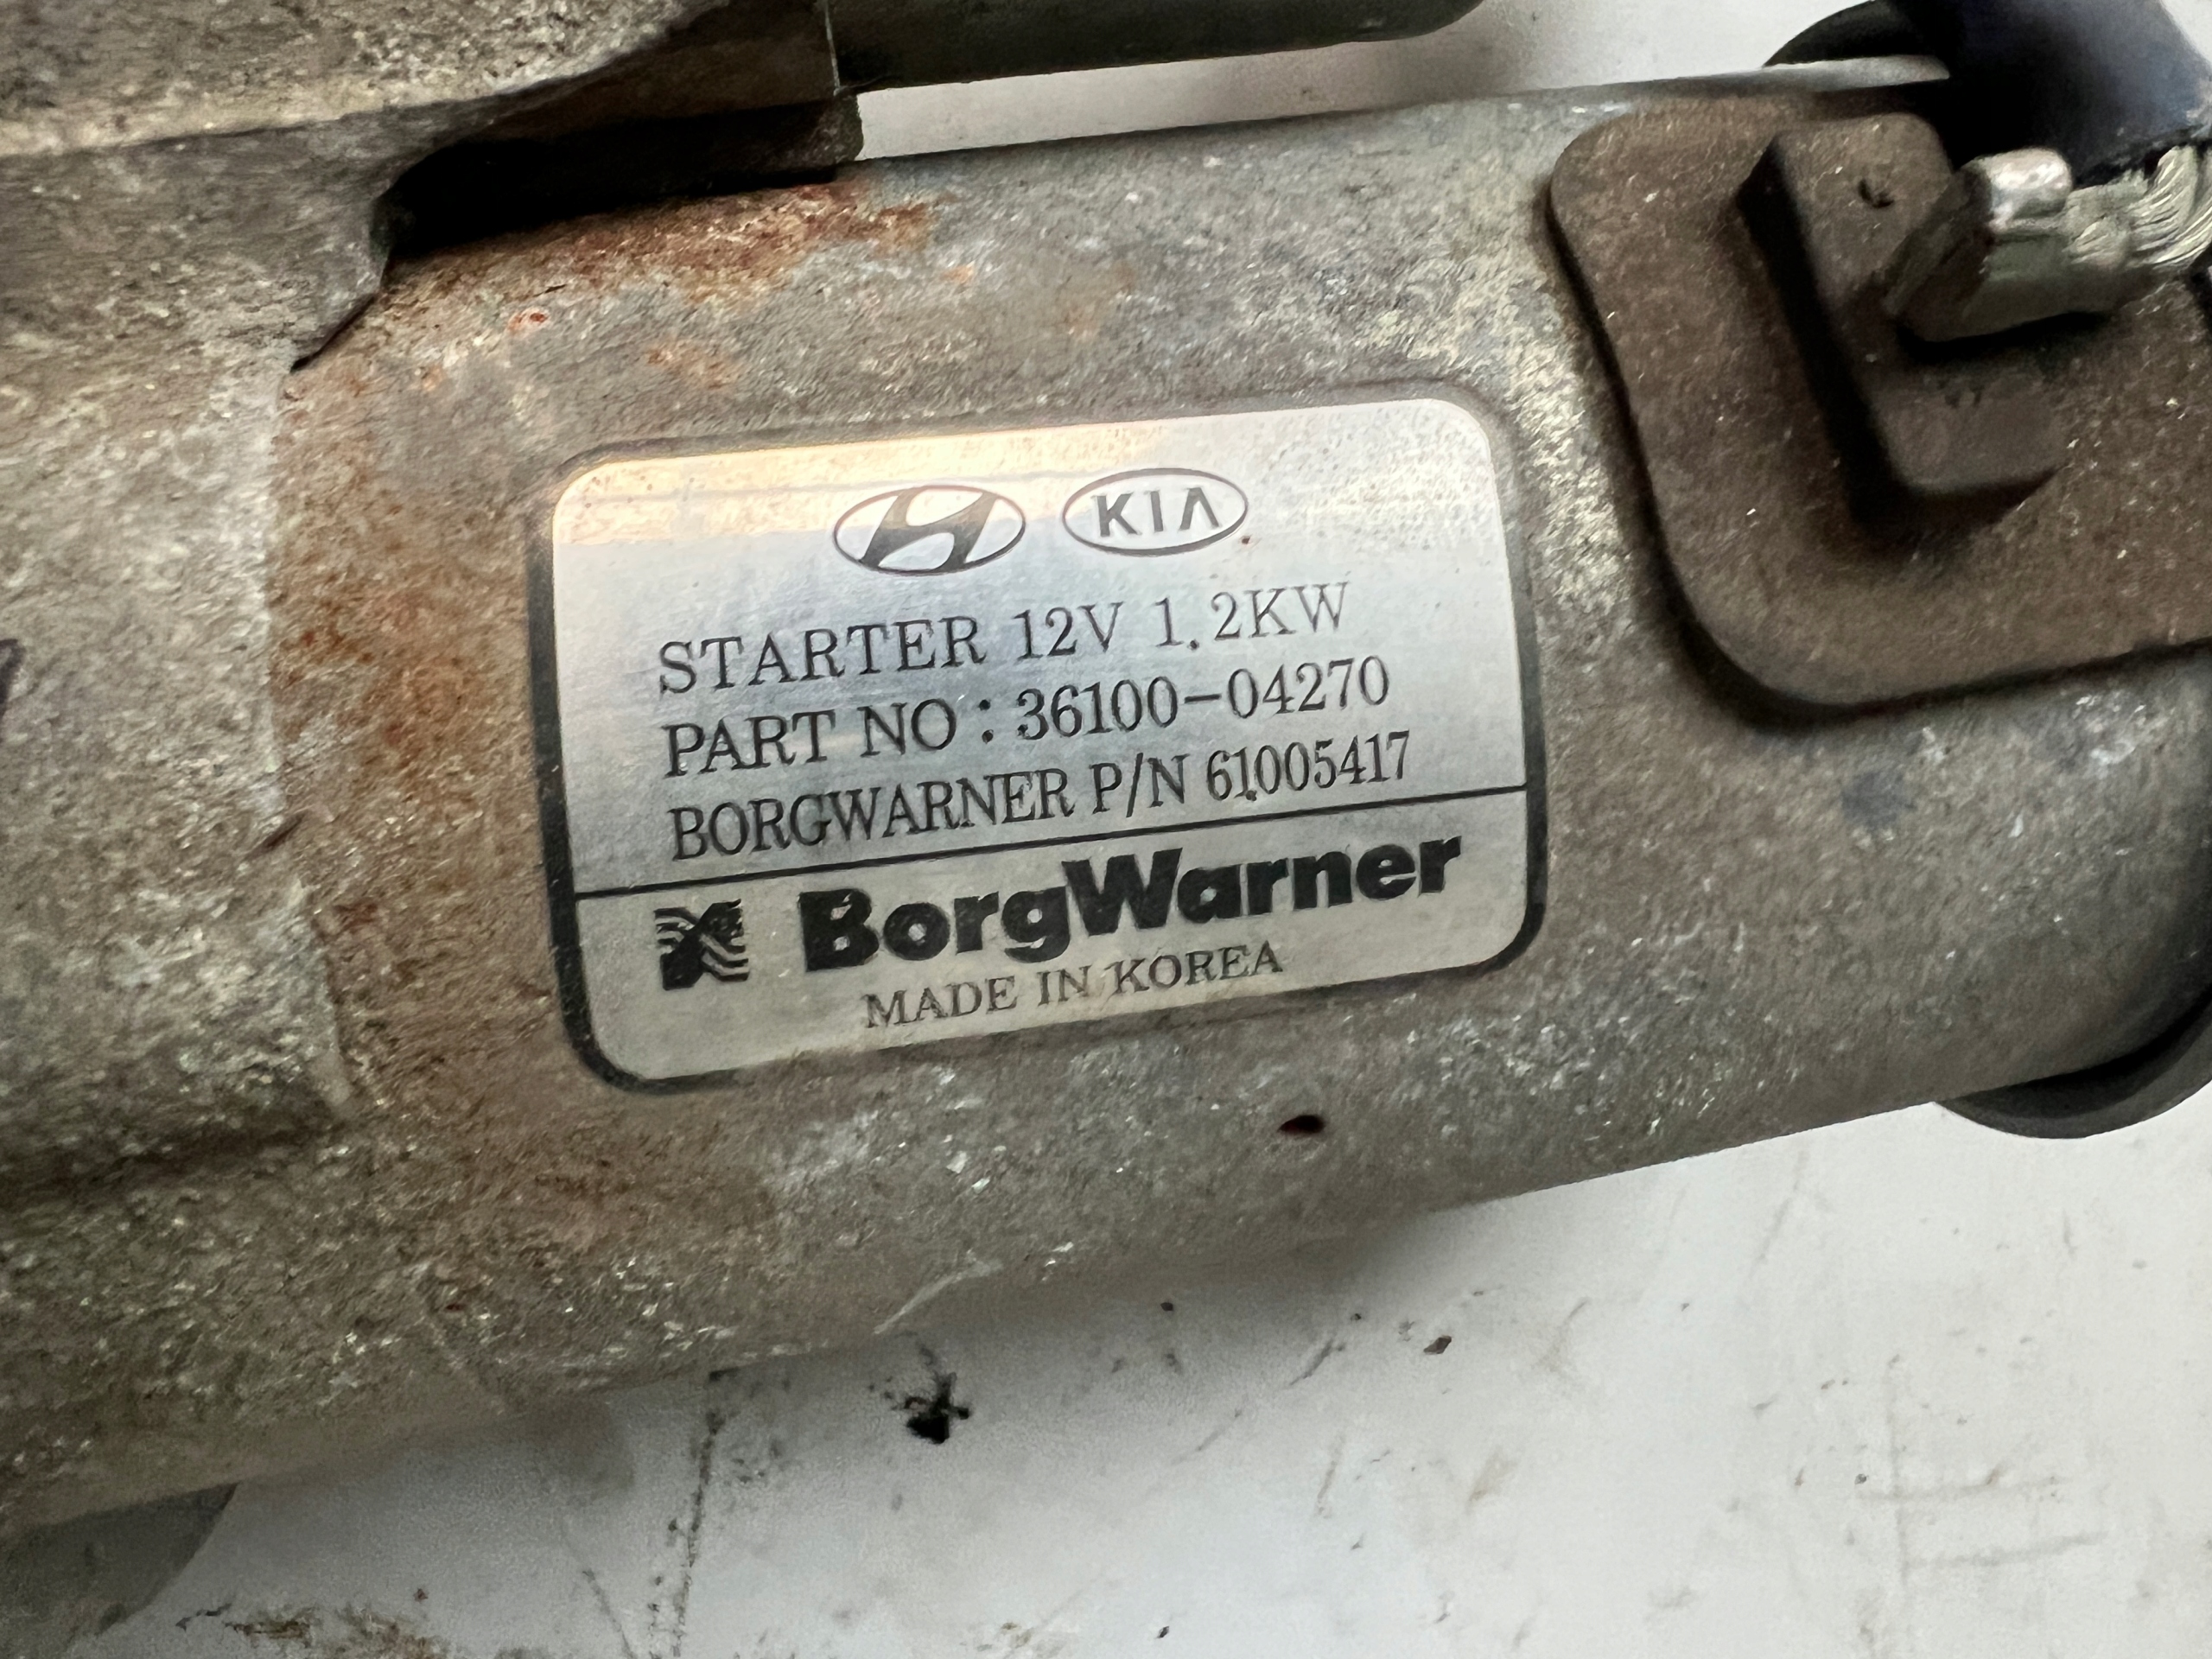 KIA
STARTER 12V 1.2KW
PART NO : 36100-04270
BORGWARNER P/N 61005417
BorgWarner
MADE IN KOREA